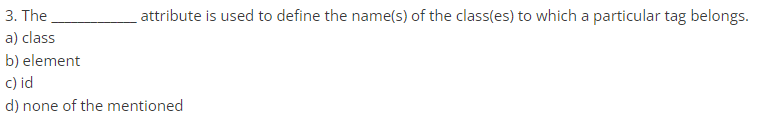 3. The ____________ attribute is used to define the name(s) of the class(es) to which a particular tag belongs.
a) class
b) element
c) id
d) none of the mentioned